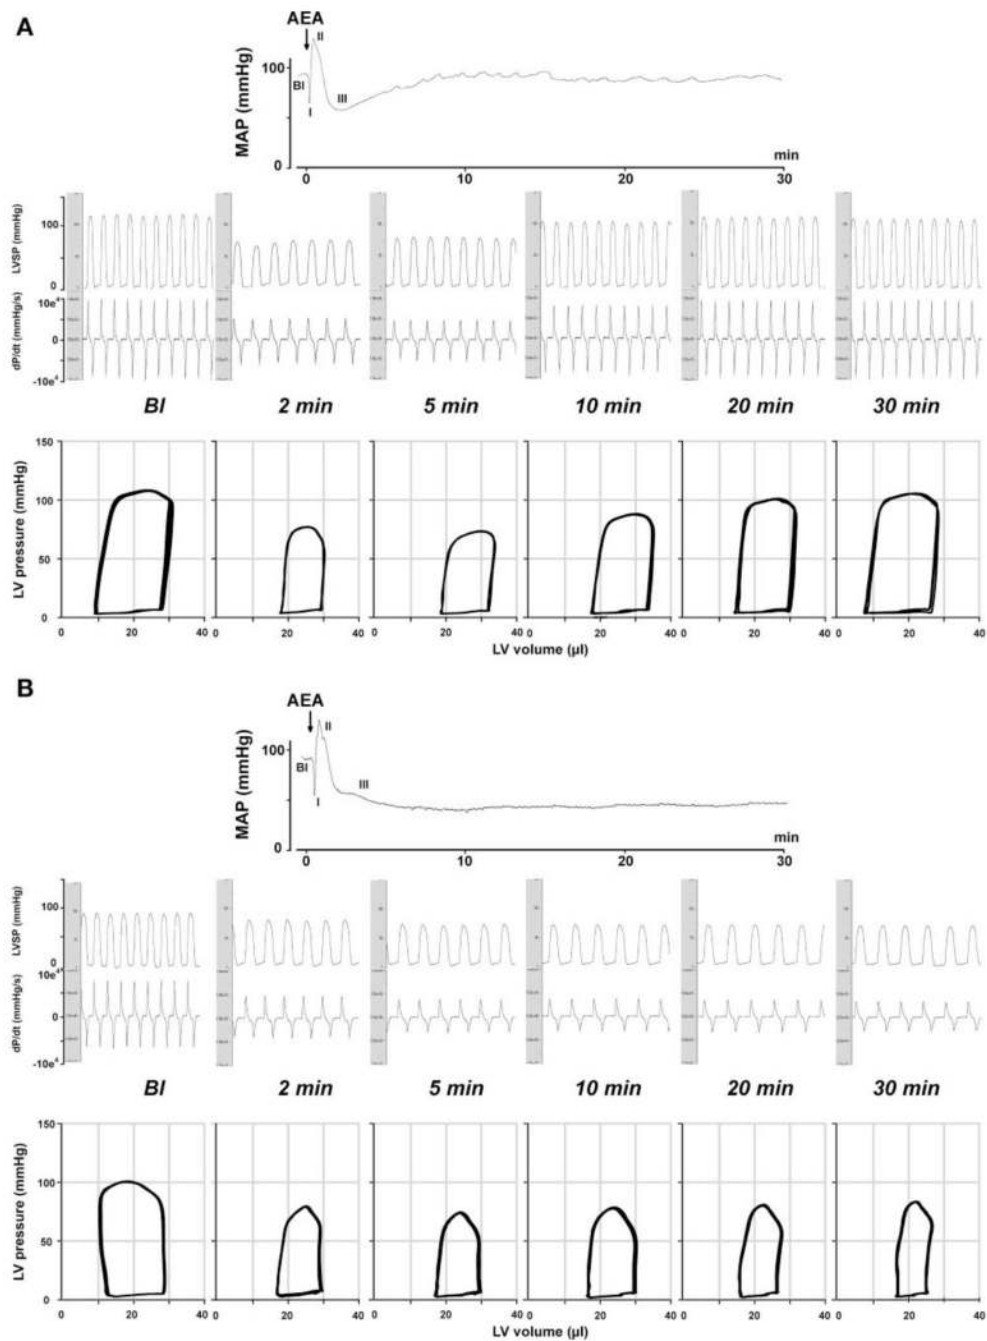 A
AEA
II
MAP (mmHg)
100
BI
I
III
0
min
0 10 20 30
LVSP (mmHg)
100
0
dP/dt (mmHg/s)
10e⁴
0
-10e⁴
BI 2 min 5 min 10 min 20 min 30 min
LV pressure (mmHg)
150
100
50
0
0 20 40 0 20 40 0 20 40 0 20 40 0 20 40 0 20 40
LV volume (µl)
B
AEA
II
MAP (mmHg)
100
BI
I
III
0
min
0 10 20 30
LVSP (mmHg)
100
0
dP/dt (mmHg/s)
10e⁴
0
-10e⁴
BI 2 min 5 min 10 min 20 min 30 min
LV pressure (mmHg)
150
100
50
0
0 20 40 0 20 40 0 20 40 0 20 40 0 20 40 0 20 40
LV volume (µl)